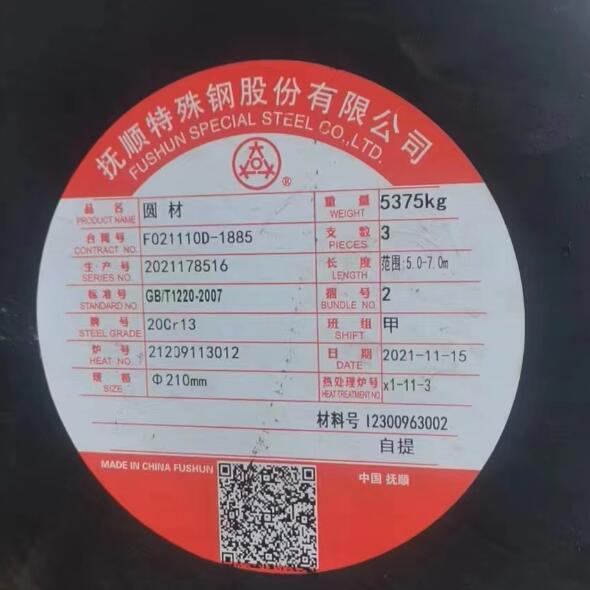 抚顺特殊钢股份有限公司
FUSHUN SPECIAL STEEL CO.,LTD.
大
®
品名 圆材 重量 5375kg
PRODUCT NAME WEIGHT
合同号 F021110D-1885 支数 3
CONTRACT NO. PIECES
生产号 2021178516 长度 范围:5.0-7.0m
SERIES NO. LENGTH
标准号 GB/T1220-2007 捆号 2
STANDARD NO. BUNDLE NO.
牌号 20Cr13 班组 甲
STEEL GRADE SHIFT
炉号 21209113012 日期 2021-11-15
HEAT NO. DATE
规格 Φ210mm 热处理炉号 x1-11-3
SIZE HEAT TREATMENT NO.
材料号 12300963002
自提
MADE IN CHINA FUSHUN 中国 抚顺